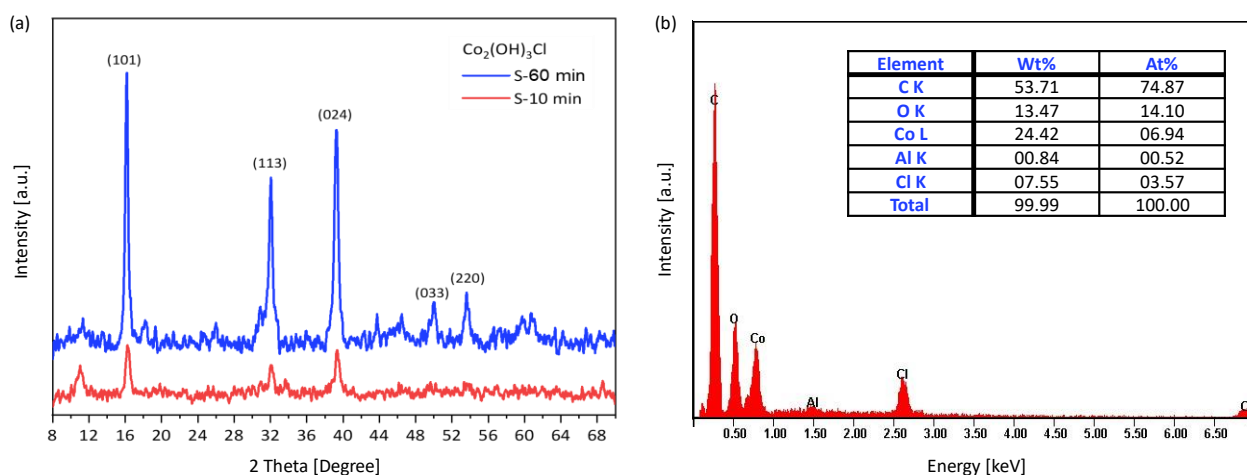 (a)
Co₂(OH)₃Cl
S-60 min
S-10 min
(101)
(113)
(024)
(033)
(220)
Intensity [a.u.]
8 12 16 20 24 28 32 36 40 44 48 52 56 60 64 68
2 Theta [Degree]
(b)
Element Wt% At%
C K 53.71 74.87
O K 13.47 14.10
Co L 24.42 06.94
Al K 00.84 00.52
Cl K 07.55 03.57
Total 99.99 100.00
C
O
Co
Al
Cl
C
Intensity [a.u.]
0.50 1.00 1.50 2.00 2.50 3.00 3.50 4.00 4.50 5.00 5.50 6.00 6.50
Energy [keV]